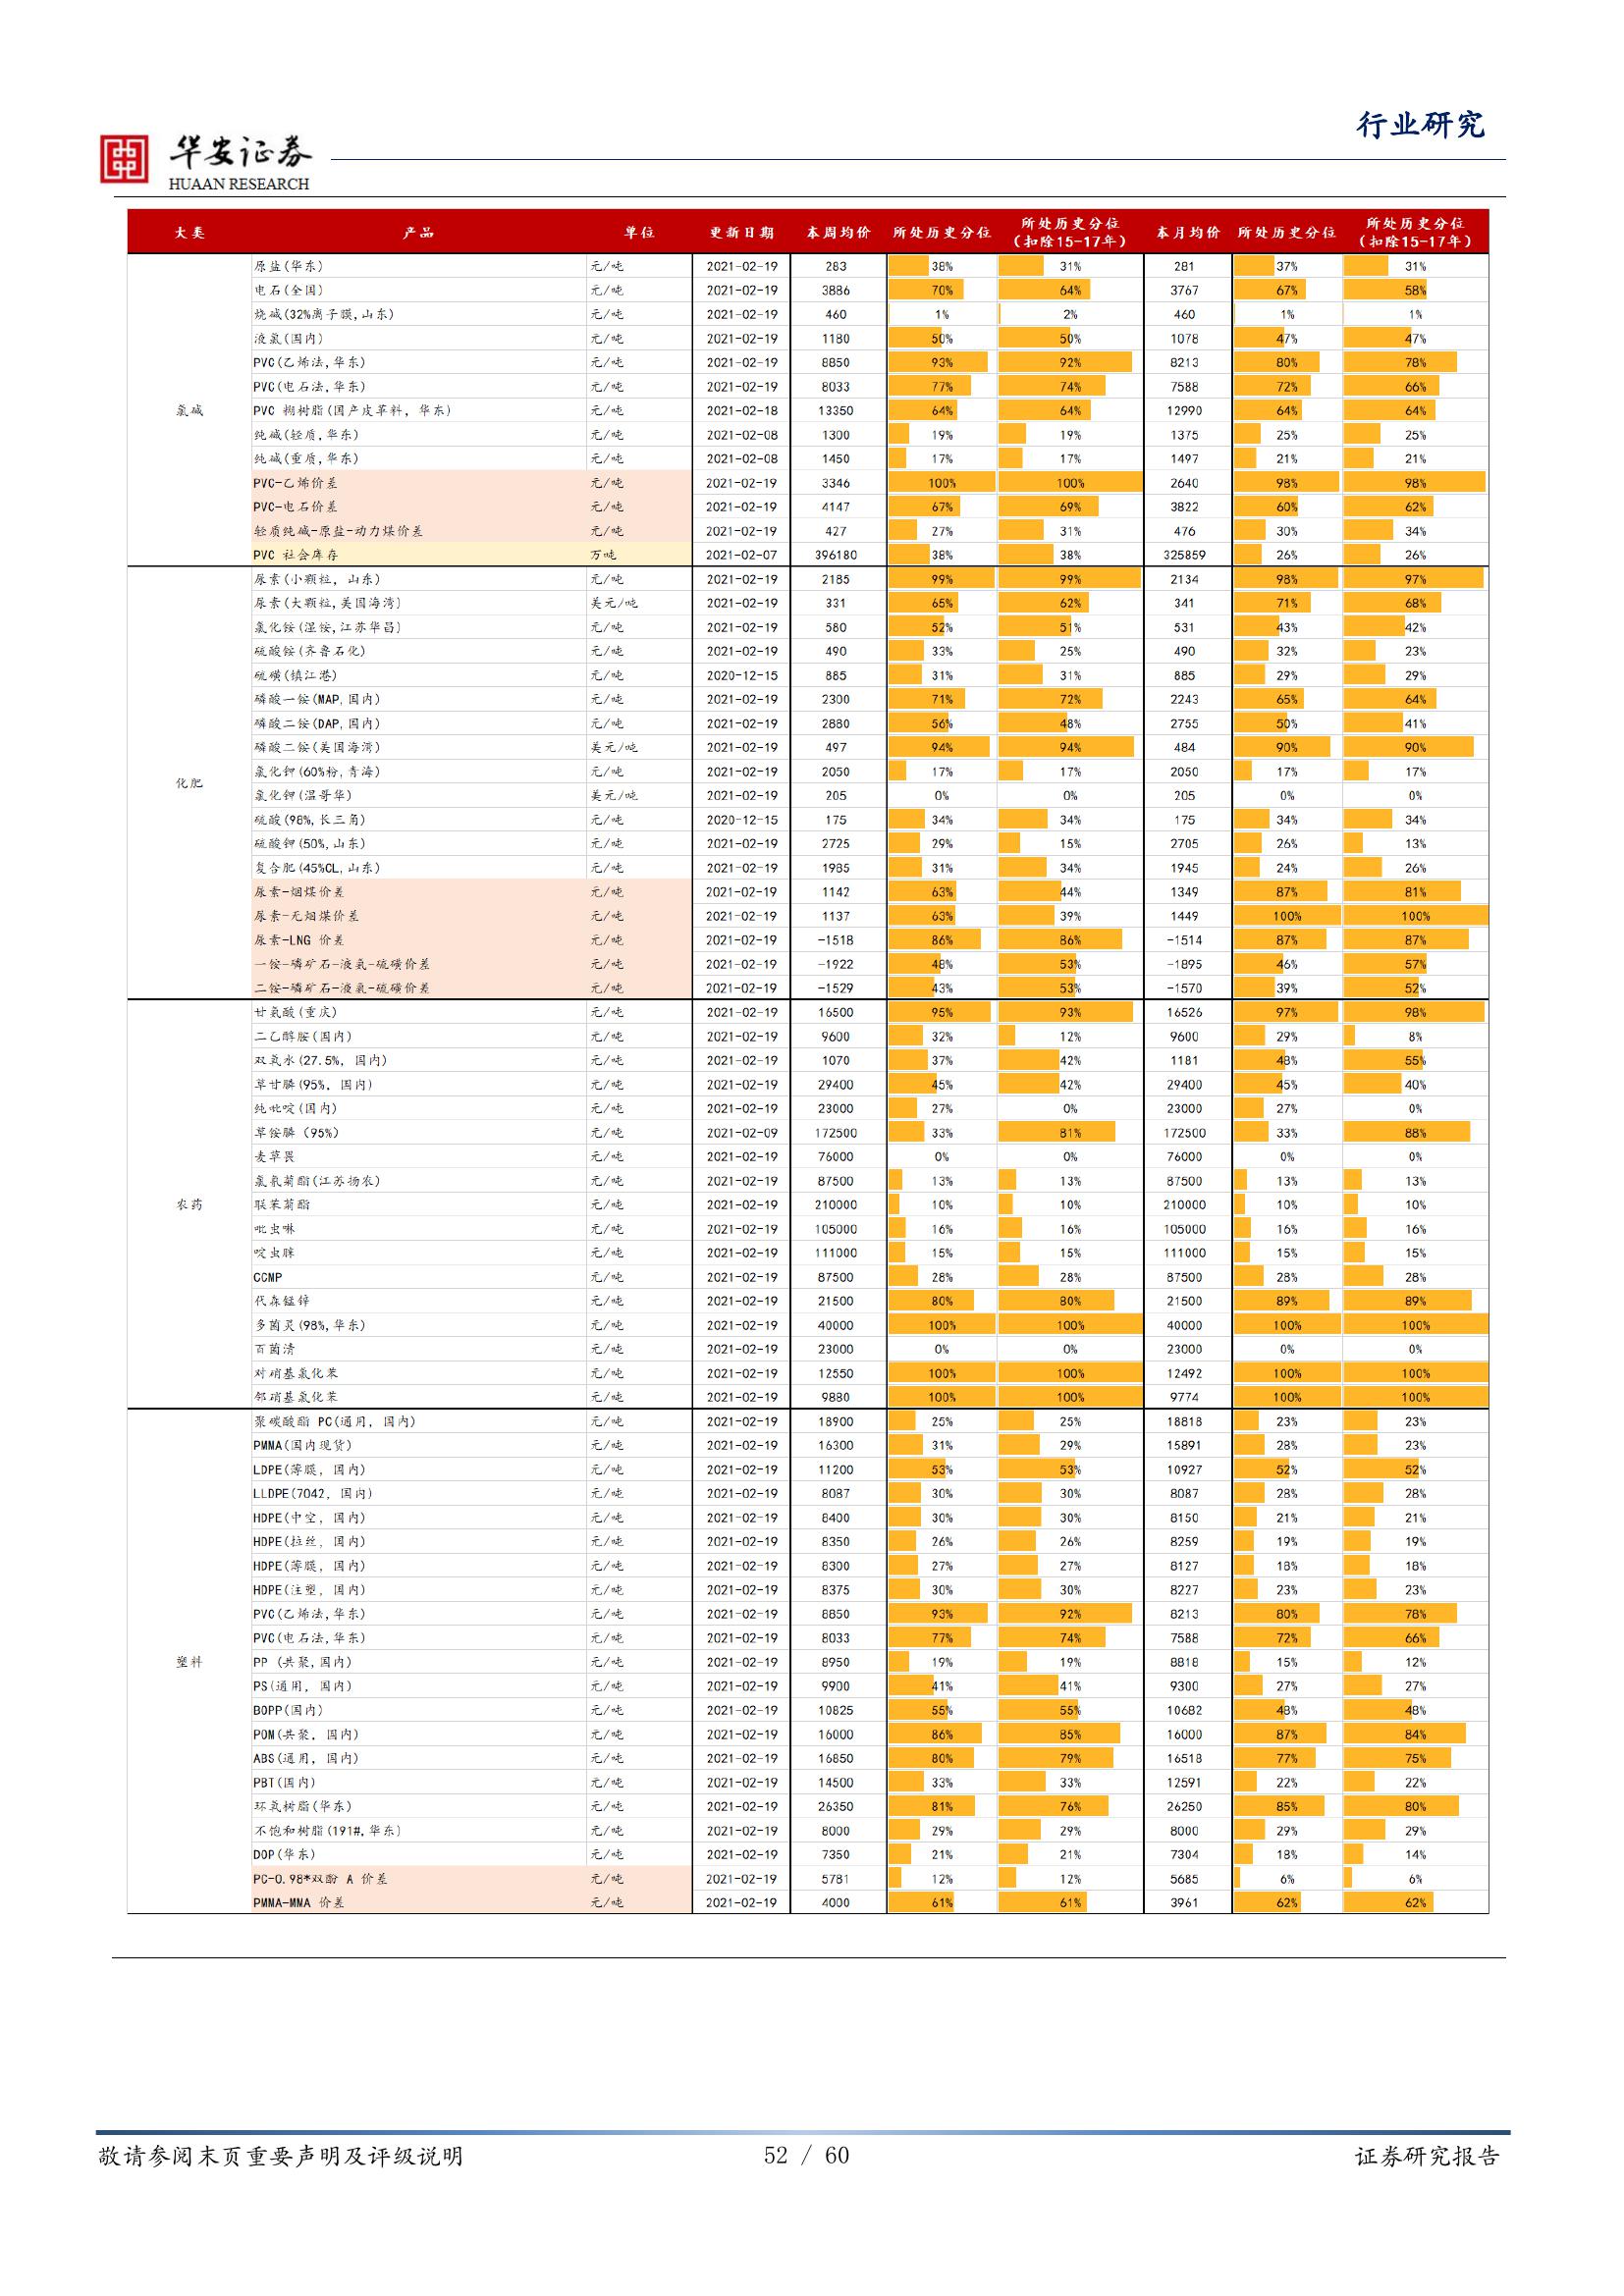 行业研究
华安证券
HUAAN RESEARCH
大类 产品 单位 更新日期 本周均价 所处历史分位 所处历史分位(扣除15-17年) 本月均价 所处历史分位 所处历史分位(扣除15-17年)
氯碱
原盐(华东) 元/吨 2021-02-19 283 38% 31% 281 37% 31%
电石(全国) 元/吨 2021-02-19 3886 70% 64% 3767 67% 58%
烧碱(32%离子膜,山东) 元/吨 2021-02-19 460 1% 2% 460 1% 1%
液氯(国内) 元/吨 2021-02-19 1180 50% 50% 1078 47% 47%
PVC(乙烯法,华东) 元/吨 2021-02-19 8850 93% 92% 8213 80% 78%
PVC(电石法,华东) 元/吨 2021-02-19 8033 77% 74% 7588 72% 66%
PVC 糊树脂(国产皮革料, 华东) 元/吨 2021-02-18 13350 64% 64% 12990 64% 64%
纯碱(轻质,华东) 元/吨 2021-02-08 1300 19% 19% 1375 25% 25%
纯碱(重质,华东) 元/吨 2021-02-08 1450 17% 17% 1497 21% 21%
PVC-乙烯价差 元/吨 2021-02-19 3346 100% 100% 2640 98% 98%
PVC-电石价差 元/吨 2021-02-19 4147 67% 69% 3822 60% 62%
轻质纯碱-原盐-动力煤价差 元/吨 2021-02-19 427 27% 31% 476 30% 34%
PVC 社会库存 万吨 2021-02-07 396180 38% 38% 325859 26% 26%
化肥
尿素(小颗粒, 山东) 元/吨 2021-02-19 2185 99% 99% 2134 98% 97%
尿素(大颗粒,美国海湾) 美元/吨 2021-02-19 331 65% 62% 341 71% 68%
氯化铵(湿铵,江苏华昌) 元/吨 2021-02-19 580 52% 51% 531 43% 42%
硫酸铵(齐鲁石化) 元/吨 2021-02-19 490 33% 25% 490 32% 23%
硫磺(镇江港) 元/吨 2020-12-15 885 31% 31% 885 29% 29%
磷酸一铵(MAP,国内) 元/吨 2021-02-19 2300 71% 72% 2243 65% 64%
磷酸二铵(DAP,国内) 元/吨 2021-02-19 2880 56% 48% 2755 50% 41%
磷酸二铵(美国海湾) 美元/吨 2021-02-19 497 94% 94% 484 90% 90%
氯化钾(60%粉,青海) 元/吨 2021-02-19 2050 17% 17% 2050 17% 17%
氯化钾(温哥华) 美元/吨 2021-02-19 205 0% 0% 205 0% 0%
硫酸(98%,长三角) 元/吨 2020-12-15 175 34% 34% 175 34% 34%
硫酸钾(50%,山东) 元/吨 2021-02-19 2725 29% 15% 2705 26% 13%
复合肥(45%CL,山东) 元/吨 2021-02-19 1985 31% 34% 1945 24% 26%
尿素-烟煤价差 元/吨 2021-02-19 1142 63% 44% 1349 87% 81%
尿素-无烟煤价差 元/吨 2021-02-19 1137 63% 39% 1449 100% 100%
尿素-LNG 价差 元/吨 2021-02-19 -1518 86% 86% -1514 87% 87%
一铵-磷矿石-液氨-硫磺价差 元/吨 2021-02-19 -1922 48% 53% -1895 46% 57%
二铵-磷矿石-液氨-硫磺价差 元/吨 2021-02-19 -1529 43% 53% -1570 39% 52%
农药
甘氨酸(重庆) 元/吨 2021-02-19 16500 95% 93% 16526 97% 98%
二乙醇胺(国内) 元/吨 2021-02-19 9600 32% 12% 9600 29% 8%
双氧水(27.5%, 国内) 元/吨 2021-02-19 1070 37% 42% 1181 48% 55%
草甘膦(95%, 国内) 元/吨 2021-02-19 29400 45% 42% 29400 45% 40%
纯吡啶(国内) 元/吨 2021-02-19 23000 27% 0% 23000 27% 0%
草铵膦 (95%) 元/吨 2021-02-09 172500 33% 81% 172500 33% 88%
麦草畏 元/吨 2021-02-19 76000 0% 0% 76000 0% 0%
氯氰菊酯(江苏扬农) 元/吨 2021-02-19 87500 13% 13% 87500 13% 13%
联苯菊酯 元/吨 2021-02-19 210000 10% 10% 210000 10% 10%
吡虫啉 元/吨 2021-02-19 105000 16% 16% 105000 16% 16%
啶虫脒 元/吨 2021-02-19 111000 15% 15% 111000 15% 15%
CCMP 元/吨 2021-02-19 87500 28% 28% 87500 28% 28%
代森锰锌 元/吨 2021-02-19 21500 80% 80% 21500 89% 89%
多菌灵(98%,华东) 元/吨 2021-02-19 40000 100% 100% 40000 100% 100%
百菌清 元/吨 2021-02-19 23000 0% 0% 23000 0% 0%
对硝基氯化苯 元/吨 2021-02-19 12550 100% 100% 12492 100% 100%
邻硝基氯化苯 元/吨 2021-02-19 9880 100% 100% 9774 100% 100%
塑料
聚碳酸酯 PC(通用, 国内) 元/吨 2021-02-19 18900 25% 25% 18818 23% 23%
PMMA(国内现货) 元/吨 2021-02-19 16300 31% 29% 15891 28% 23%
LDPE(薄膜, 国内) 元/吨 2021-02-19 11200 53% 53% 10927 52% 52%
LLDPE(7042, 国内) 元/吨 2021-02-19 8087 30% 30% 8087 28% 28%
HDPE(中空, 国内) 元/吨 2021-02-19 8400 30% 30% 8150 21% 21%
HDPE(拉丝, 国内) 元/吨 2021-02-19 8350 26% 26% 8259 19% 19%
HDPE(薄膜, 国内) 元/吨 2021-02-19 8300 27% 27% 8127 18% 18%
HDPE(注塑, 国内) 元/吨 2021-02-19 8375 30% 30% 8227 23% 23%
PVC(乙烯法,华东) 元/吨 2021-02-19 8850 93% 92% 8213 80% 78%
PVC(电石法,华东) 元/吨 2021-02-19 8033 77% 74% 7588 72% 66%
PP (共聚,国内) 元/吨 2021-02-19 8950 19% 19% 8818 15% 12%
PS(通用, 国内) 元/吨 2021-02-19 9900 41% 41% 9300 27% 27%
BOPP(国内) 元/吨 2021-02-19 10825 55% 55% 10682 48% 48%
POM(共聚, 国内) 元/吨 2021-02-19 16000 86% 85% 16000 87% 84%
ABS(通用, 国内) 元/吨 2021-02-19 16850 80% 79% 16518 77% 75%
PBT(国内) 元/吨 2021-02-19 14500 33% 33% 12591 22% 22%
环氧树脂(华东) 元/吨 2021-02-19 26350 81% 76% 26250 85% 80%
不饱和树脂(191#,华东) 元/吨 2021-02-19 8000 29% 29% 8000 29% 29%
DOP(华东) 元/吨 2021-02-19 7350 21% 21% 7304 18% 14%
PC-0.98*双酚 A 价差 元/吨 2021-02-19 5781 12% 12% 5685 6% 6%
PMMA-MMA 价差 元/吨 2021-02-19 4000 61% 61% 3961 62% 62%
敬请参阅末页重要声明及评级说明 52 / 60 证券研究报告